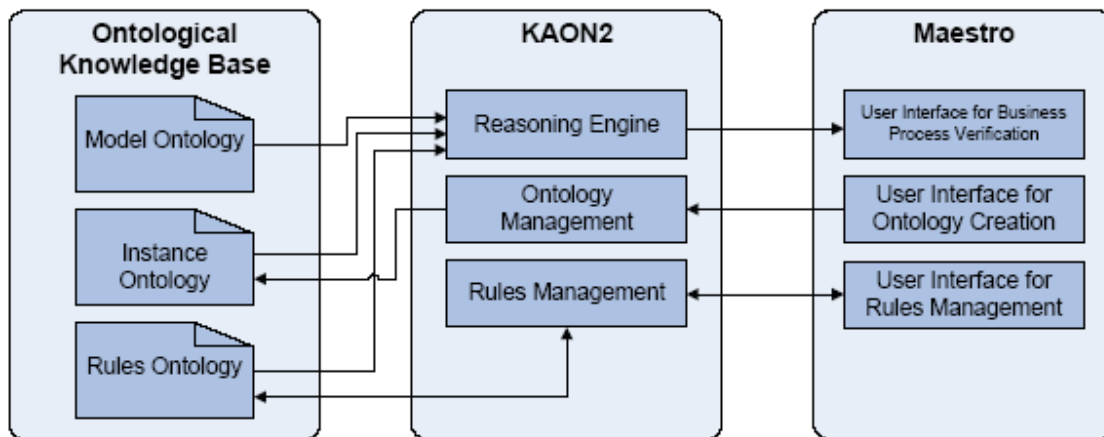 Ontological
Knowledge Base
Model Ontology
Instance
Ontology
Rules Ontology
KAON2
Reasoning Engine
Ontology
Management
Rules Management
Maestro
User Interface for Business
Process Verification
User Interface for
Ontology Creation
User Interface for
Rules Management